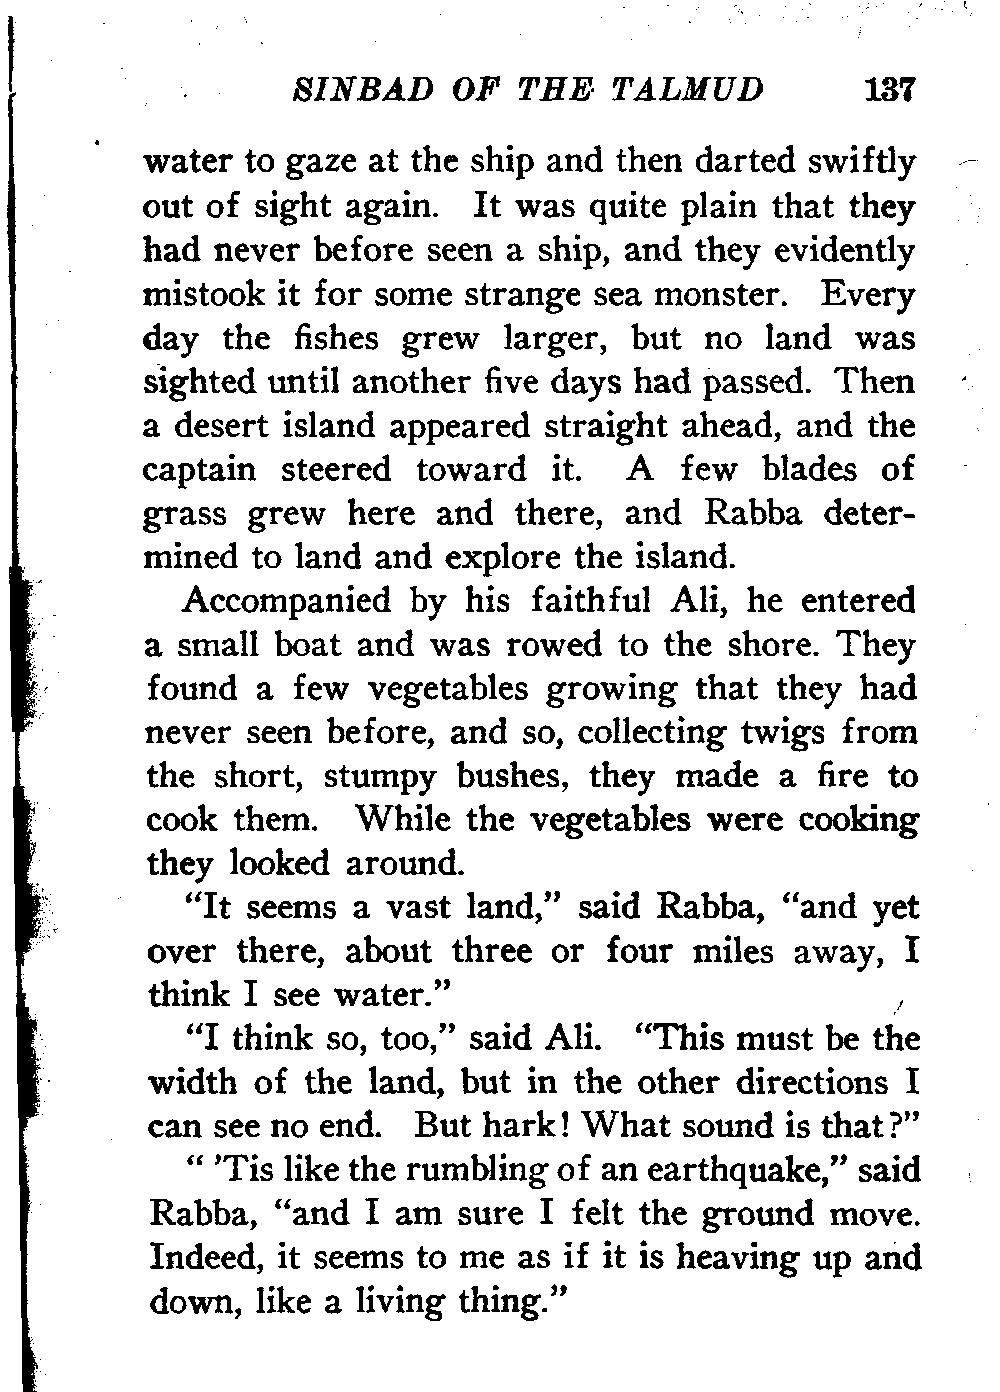 SINBAD OF THE TALMUD 137
water to gaze at the ship and then darted swiftly
out of sight again. It was quite plain that they
had never before seen a ship, and they evidently
mistook it for some strange sea monster. Every
day the fishes grew larger, but no land was
sighted until another five days had passed. Then
a desert island appeared straight ahead, and the
captain steered toward it. A few blades of
grass grew here and there, and Rabba deter-
mined to land and explore the island.
Accompanied by his faithful Ali, he entered
a small boat and was rowed to the shore. They
found a few vegetables growing that they had
never seen before, and so, collecting twigs from
the short, stumpy bushes, they made a fire to
cook them. While the vegetables were cooking
they looked around.
"It seems a vast land," said Rabba, "and yet
over there, about three or four miles away, I
think I see water."
"I think so, too," said Ali. "This must be the
width of the land, but in the other directions I
can see no end. But hark! What sound is that?"
" 'Tis like the rumbling of an earthquake," said
Rabba, "and I am sure I felt the ground move.
Indeed, it seems to me as if it is heaving up and
down, like a living thing."